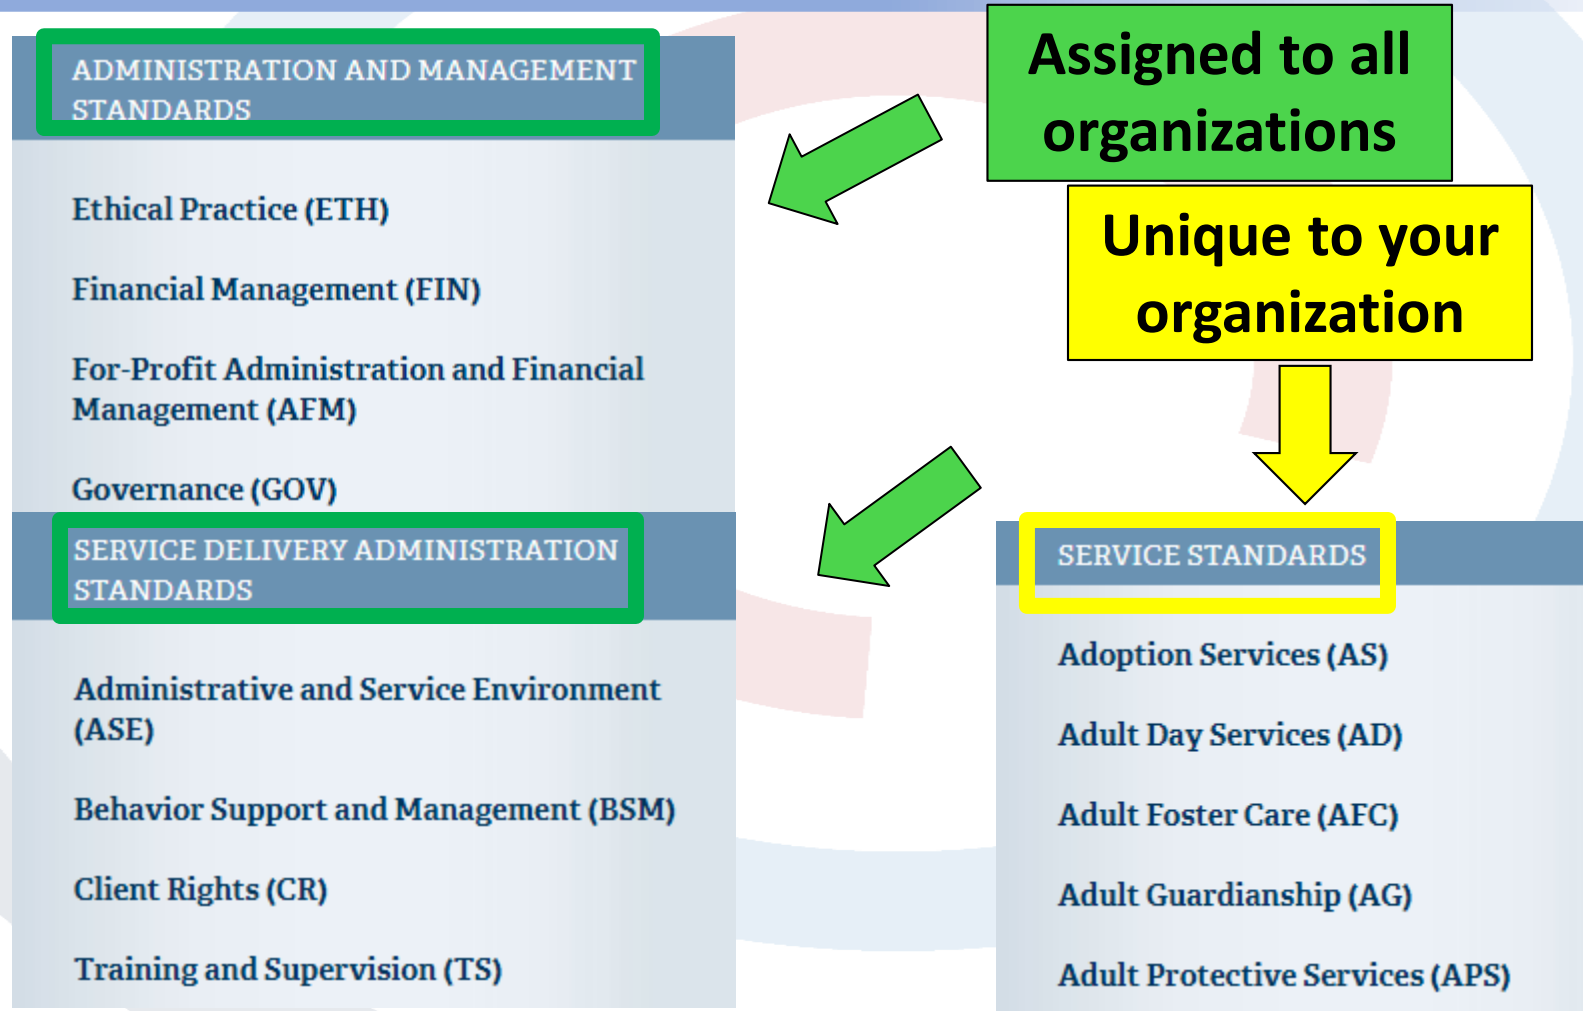 ADMINISTRATION AND MANAGEMENT
STANDARDS
Ethical Practice (ETH)
Financial Management (FIN)
For-Profit Administration and Financial
Management (AFM)
Governance (GOV)
SERVICE DELIVERY ADMINISTRATION
STANDARDS
Administrative and Service Environment
(ASE)
Behavior Support and Management (BSM)
Client Rights (CR)
Training and Supervision (TS)
Assigned to all
organizations
Unique to your
organization
SERVICE STANDARDS
Adoption Services (AS)
Adult Day Services (AD)
Adult Foster Care (AFC)
Adult Guardianship (AG)
Adult Protective Services (APS)